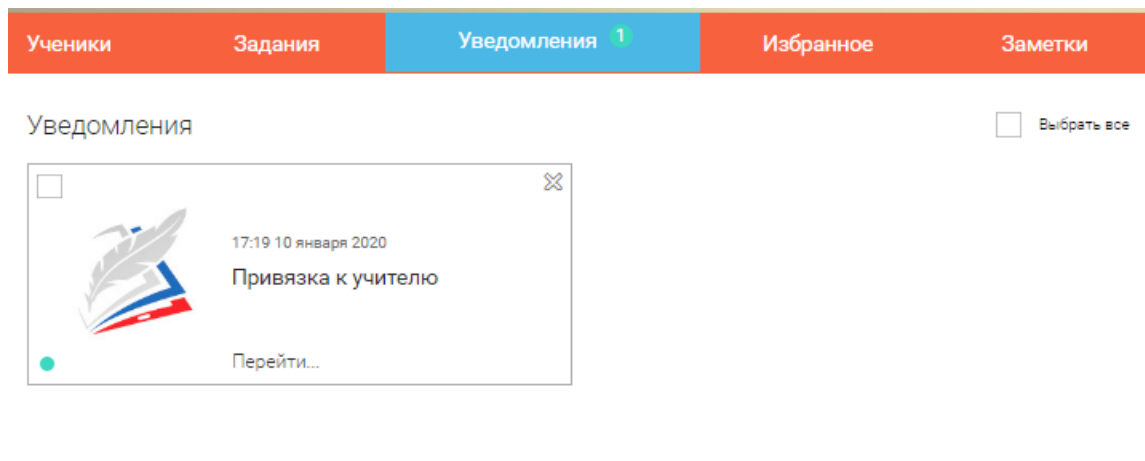 Ученики Задания Уведомления 1 Избранное Заметки
Уведомления Выбрать все
17:19 10 января 2020
Привязка к учителю
Перейти...